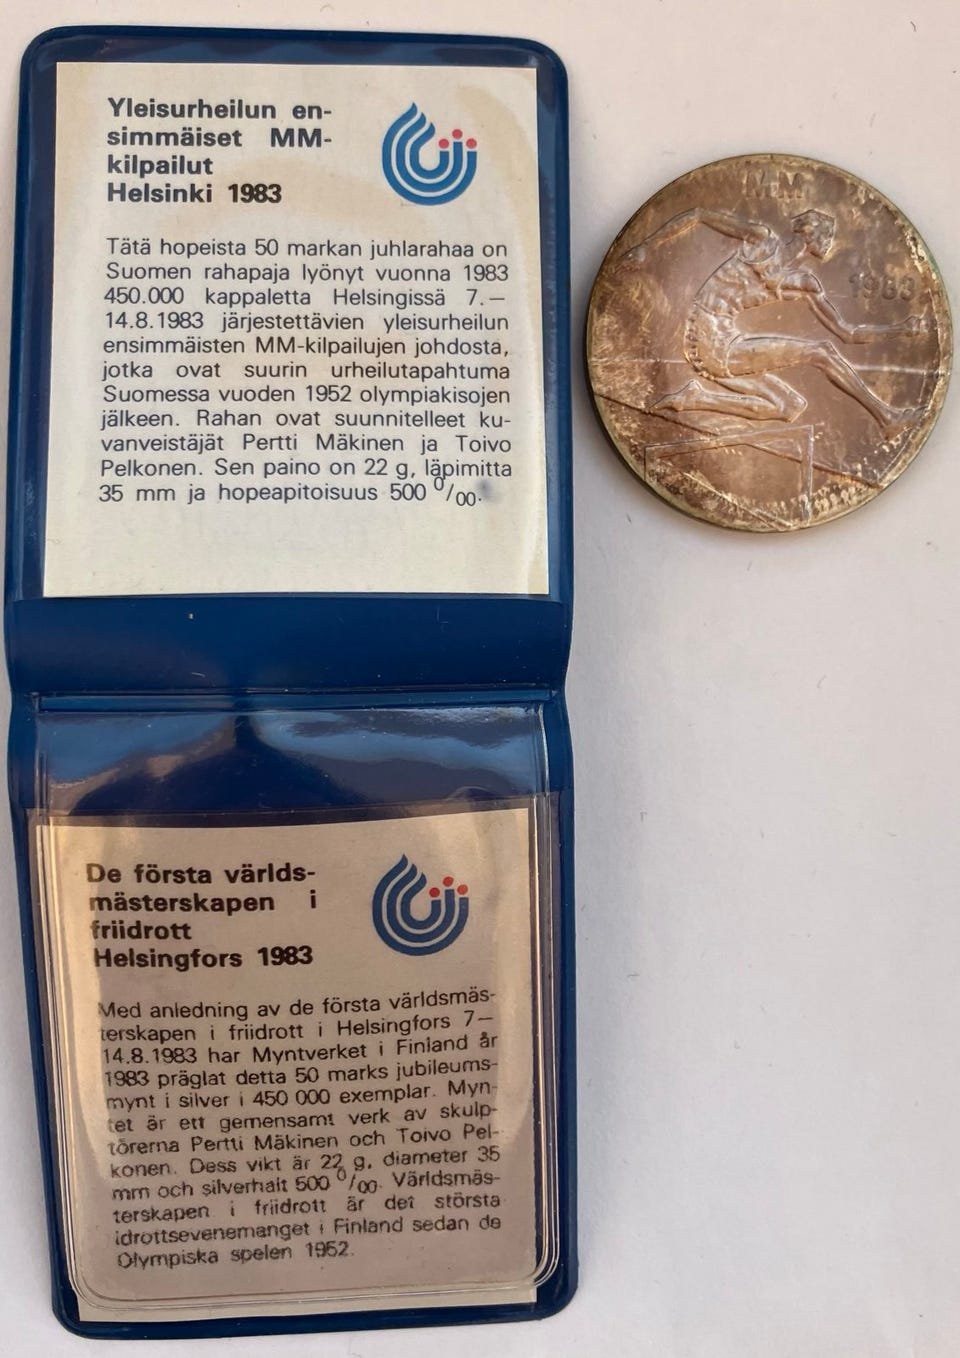 Yleisurheilun en-
simmäiset MM-
kilpailut
Helsinki 1983
Tätä hopeista 50 markan juhlarahaa on
Suomen rahapaja lyönyt vuonna 1983
450.000 kappaletta Helsingissä 7.—
14.8.1983 järjestettävien yleisurheilun
ensimmäisten MM-kilpailujen johdosta,
jotka ovat suurin urheilutapahtuma
Suomessa vuoden 1952 olympiakisojen
jälkeen. Rahan ovat suunnitelleet ku-
vanveistäjät Pertti Mäkinen ja Toivo
Pelkonen. Sen paino on 22 g, läpimitta
35 mm ja hopeapitoisuus 500 0/00.
MM
1983
De första världs-
mästerskapen i
friidrott
Helsingfors 1983
Med anledning av de första världsmäs-
terskapen i friidrott i Helsingfors 7—
14.8.1983 har Myntverket i Finland år
1983 präglat detta 50 marks jubileums-
mynt i silver i 450 000 exemplar. Myn-
tet är ett gemensamt verk av skulp-
törerna Pertti Mäkinen och Toivo Pel-
konen. Dess vikt är 22 g, diameter 35
mm och silverhalt 500 0/00. Världsmäs-
terskapen i friidrott är det största
idrottsevenemanget i Finland sedan de
Olympiska spelen 1952.